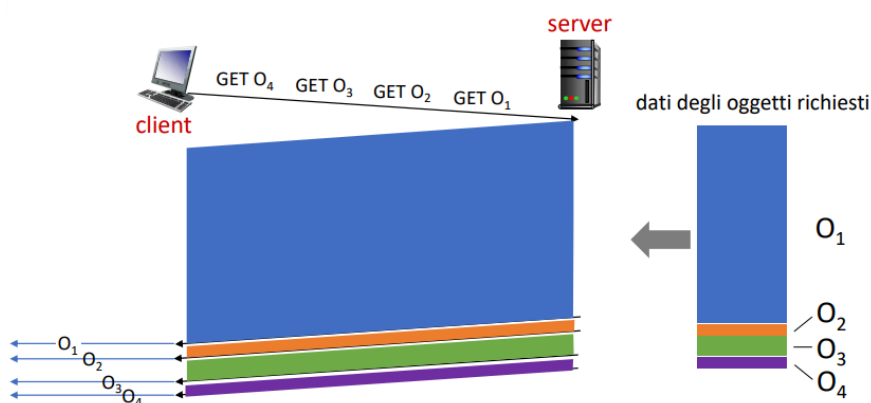 server
client
GET O₄ GET O₃ GET O₂ GET O₁
dati degli oggetti richiesti
O₁
O₂
O₃
O₄
O₁
O₂
O₃
O₄